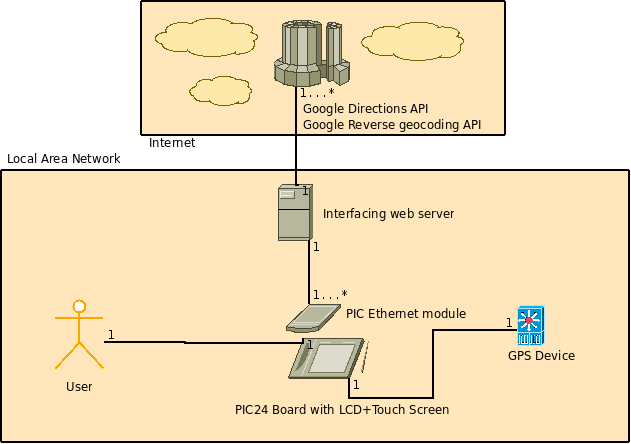 1...*
Google Directions API
Google Reverse geocoding API
Internet
Local Area Network
1
Interfacing web server
1
1...*
PIC Ethernet module
1
1
1
GPS Device
User
1
PIC24 Board with LCD+Touch Screen